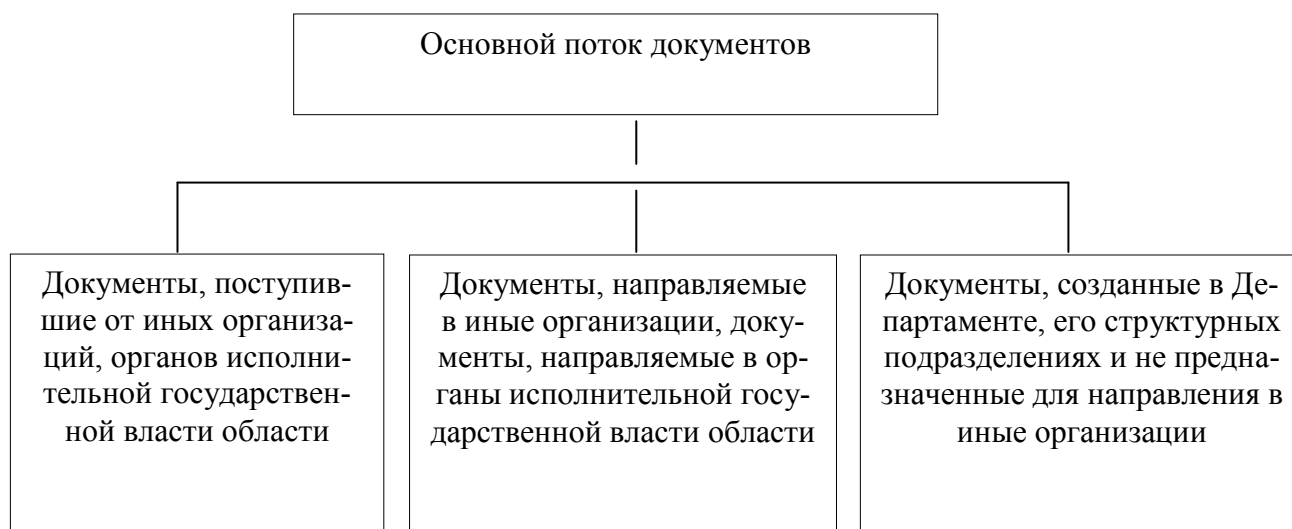 Основной поток документов
Документы, поступив-
шие от иных организа-
ций, органов исполни-
тельной государствен-
ной власти области
Документы, направляемые
в иные организации, доку-
менты, направляемые в ор-
ганы исполнительной госу-
дарственной власти области
Документы, созданные в Де-
партаменте, его структурных
подразделениях и не предна-
значенные для направления в
иные организации